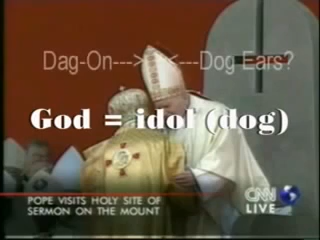 Dag-On---> <---Dog Ears?
God = idol (dog)
POPE VISITS HOLY SITE OF
SERMON ON THE MOUNT
CNN
LIVE